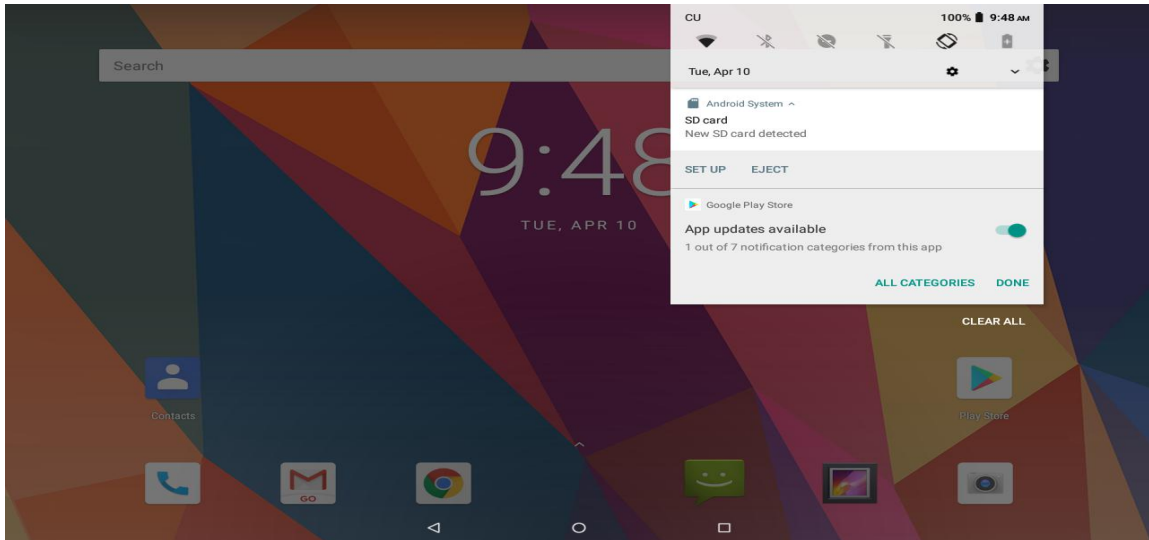 CU 100% 9:48 AM
Search
Tue, Apr 10
Android System
SD card
New SD card detected
SET UP EJECT
Google Play Store
App updates available
1 out of 7 notification categories from this app
ALL CATEGORIES DONE
CLEAR ALL
9:48
TUE, APR 10
Contacts
Play Store
GO